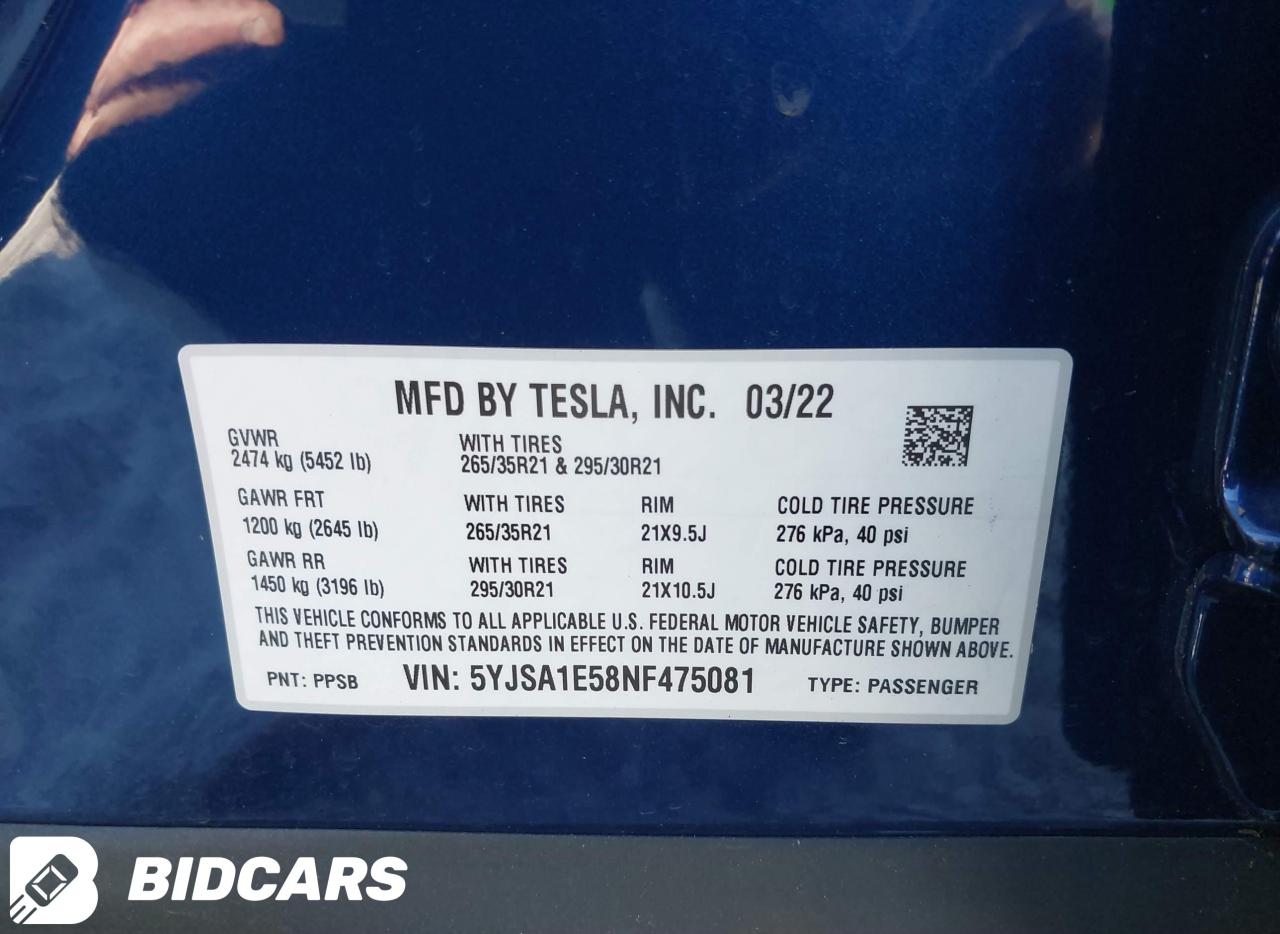 MFD BY TESLA, INC. 03/22
GVWR WITH TIRES
2474 kg (5452 lb) 265/35R21 & 295/30R21
GAWR FRT WITH TIRES RIM COLD TIRE PRESSURE
1200 kg (2645 lb) 265/35R21 21X9.5J 276 kPa, 40 psi
GAWR RR WITH TIRES RIM COLD TIRE PRESSURE
1450 kg (3196 lb) 295/30R21 21X10.5J 276 kPa, 40 psi
THIS VEHICLE CONFORMS TO ALL APPLICABLE U.S. FEDERAL MOTOR VEHICLE SAFETY, BUMPER
AND THEFT PREVENTION STANDARDS IN EFFECT ON THE DATE OF MANUFACTURE SHOWN ABOVE.
PNT: PPSB VIN: 5YJSA1E58NF475081 TYPE: PASSENGER
BIDCARS